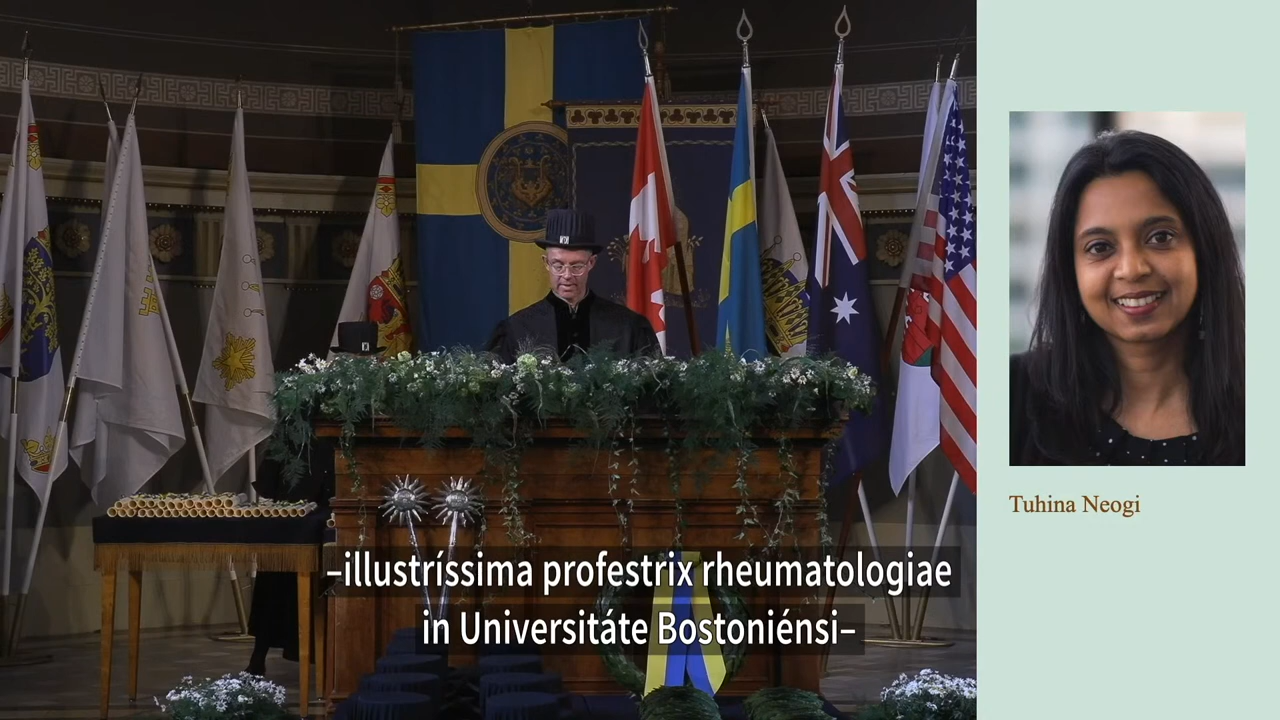 –illustríssima profestrix rheumatologiae
in Universitáte Bostoniénsi–
Tuhina Neogi